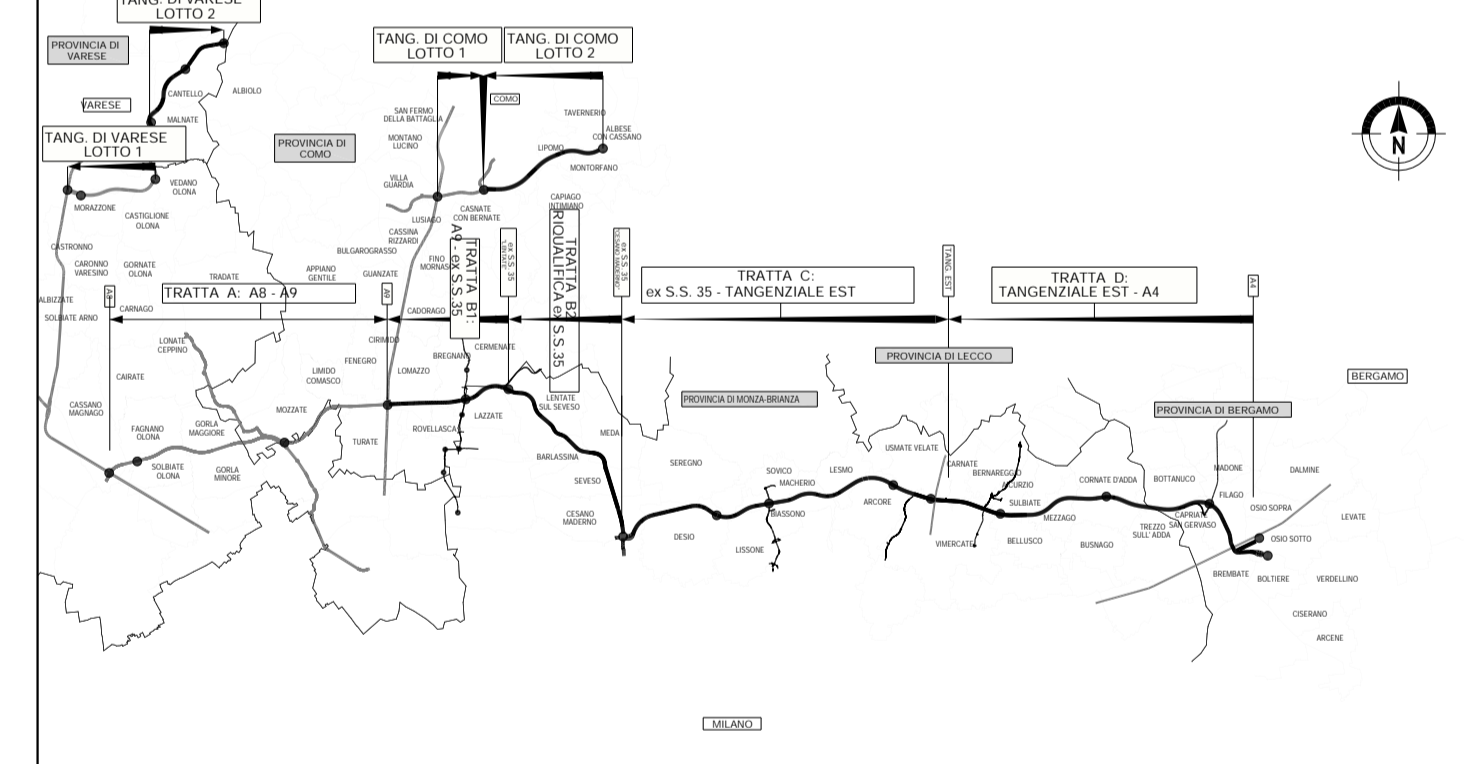 TANG. DI VARESE
LOTTO 2
PROVINCIA DI
VARESE
VARESE
CANTELLO
ALBIOLO
MALNATE
TANG. DI VARESE
LOTTO 1
VEDANO
OLONA
MORAZZONE
CASTIGLIONE
OLONA
PROVINCIA DI
COMO
TANG. DI COMO
LOTTO 1
TANG. DI COMO
LOTTO 2
COMO
SAN FERMO
DELLA BATTAGLIA
MONTANO
LUCINO
VILLA
GUARDIA
TAVERNERIO
ALBESE
CON CASSANO
LIPOMO
MONTORFANO
CAPIAGO
INTIMIANO
CASNATE
CON BERNATE
LUSIAGO
CASSINA
RIZZARDI
BULGAROGRASSO
FINO
MORNASCO
N
CASTRONNO
CARONNO
VARESINO
GORNATE
OLONA
TRADATE
APPIANO
GENTILE
GUANZATE
ALBIZZATE
SOLBIATE ARNO
A8
CARNAGO
TRATTA A: A8 - A9
A9
CADORAGO
TRATTA B1:
A9 - ex S.S.35
ex S.S. 35
"LENTATE"
TRATTA B2:
RIQUALIFICA ex S.S.35
ex S.S. 35
"CESANO MADERNO"
TRATTA C:
ex S.S. 35 - TANGENZIALE EST
TANG. EST
TRATTA D:
TANGENZIALE EST - A4
A4
LONATE
CEPPINO
CIRIMIDO
FENEGRO
BREGNANO
CERMENATE
LIMIDO
COMASCO
LOMAZZO
CAIRATE
CASSANO
MAGNAGO
MOZZATE
FAGNANO
OLONA
GORLA
MAGGIORE
TURATE
ROVELLASCA
LAZZATE
LENTATE
SUL SEVESO
MEDA
SOLBIATE
OLONA
GORLA
MINORE
BARLASSINA
SEVESO
CESANO
MADERNO
PROVINCIA DI LECCO
PROVINCIA DI MONZA-BRIANZA
PROVINCIA DI BERGAMO
BERGAMO
SEREGNO
SOVICO
MACHERIO
LESMO
USMATE VELATE
CARNATE
BERNAREGGIO
AICURZIO
SULBIATE
CORNATE D'ADDA
BOTTANUCO
MADONE
FILAGO
DALMINE
OSIO SOPRA
LEVATE
ARCORE
BIASSONO
DESIO
LISSONE
VIMERCATE
BELLUSCO
MEZZAGO
BUSNAGO
TREZZO
SULL' ADDA
CAPRIATE
SAN GERVASO
OSIO SOTTO
BREMBATE
BOLTIERE
VERDELLINO
CISERANO
ARCENE
MILANO